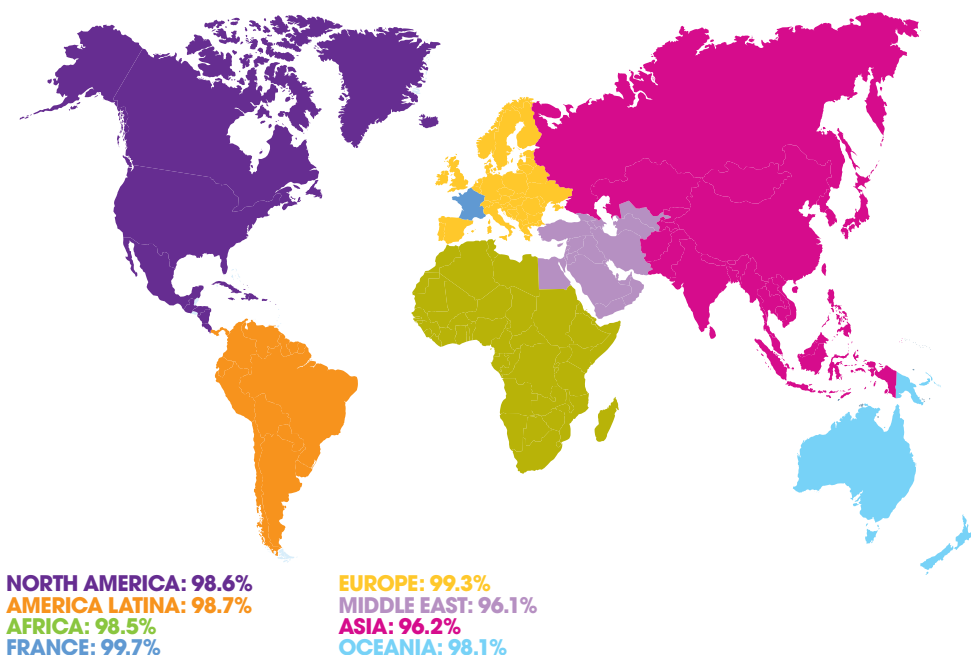 NORTH AMERICA: 98.6%
AMERICA LATINA: 98.7%
AFRICA: 98.5%
FRANCE: 99.7%
EUROPE: 99.3%
MIDDLE EAST: 96.1%
ASIA: 96.2%
OCEANIA: 98.1%